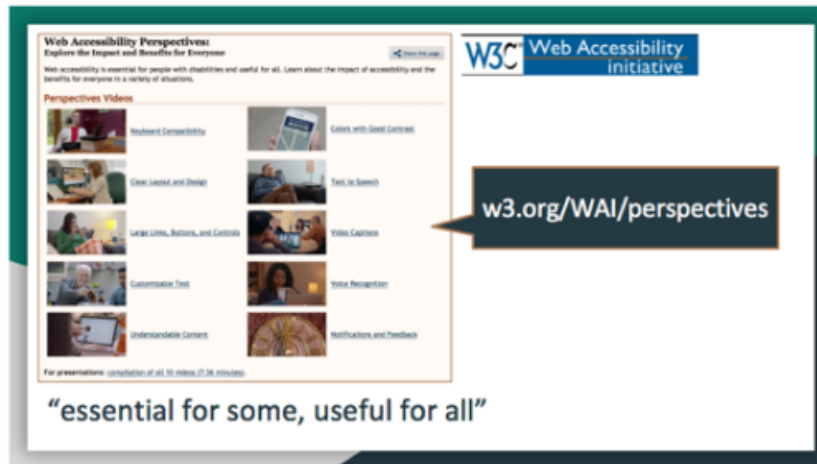 Web Accessibility Perspectives:
Explore the Impact and Benefits for Everyone
Share this page
Web accessibility is essential for people with disabilities and useful for all. Learn about the impact of accessibility and the
benefits for everyone in a variety of situations.
Perspectives Videos
Keyboard Compatibility
Colors with Good Contrast
Clear Layout and Design
Text to Speech
Large Links, Buttons, and Controls
Video Captions
Customizable Text
Voice Recognition
Understandable Content
Notifications and Feedback
For presentations: compilation of all 10 videos (7:36 minutes).
W3C Web Accessibility
initiative
w3.org/WAI/perspectives
“essential for some, useful for all”